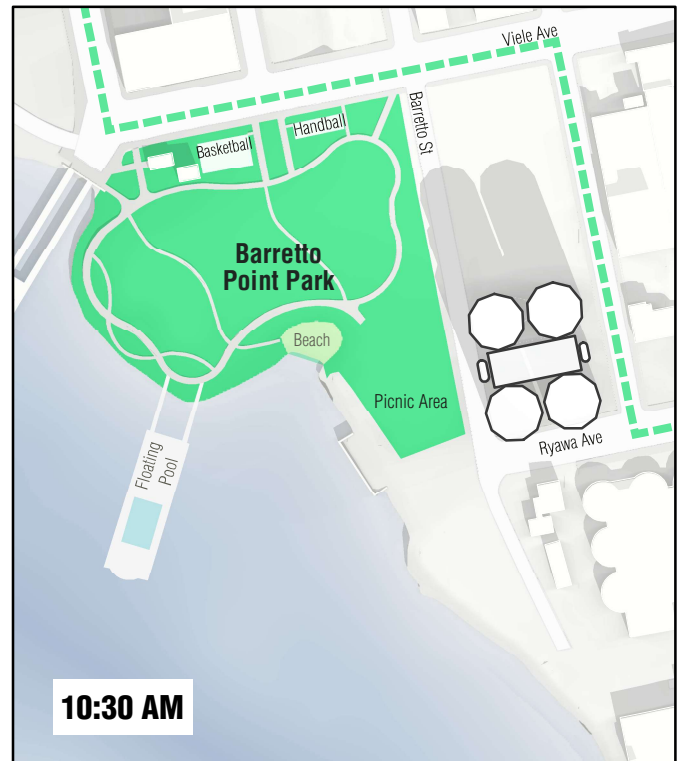 Viele Ave
Barretto St
Handball
Basketball
Barretto
Point Park
Beach
Picnic Area
Ryawa Ave
Floating
Pool
10:30 AM